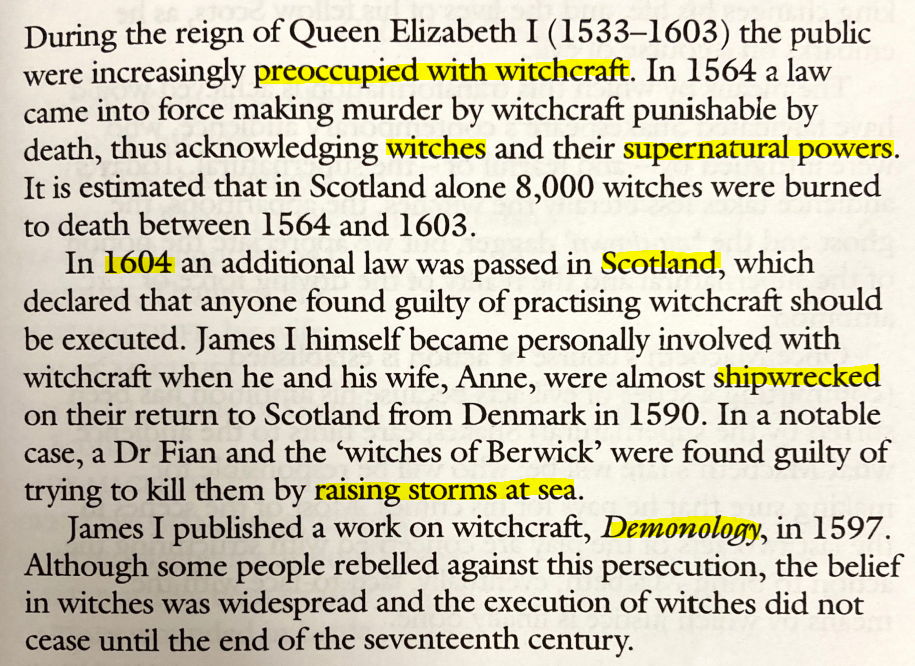 During the reign of Queen Elizabeth I (1533–1603) the public
were increasingly preoccupied with witchcraft. In 1564 a law
came into force making murder by witchcraft punishable by
death, thus acknowledging witches and their supernatural powers.
It is estimated that in Scotland alone 8,000 witches were burned
to death between 1564 and 1603.
In 1604 an additional law was passed in Scotland, which
declared that anyone found guilty of practising witchcraft should
be executed. James I himself became personally involved with
witchcraft when he and his wife, Anne, were almost shipwrecked
on their return to Scotland from Denmark in 1590. In a notable
case, a Dr Fian and the ‘witches of Berwick’ were found guilty of
trying to kill them by raising storms at sea.
James I published a work on witchcraft, Demonology, in 1597.
Although some people rebelled against this persecution, the belief
in witches was widespread and the execution of witches did not
cease until the end of the seventeenth century.